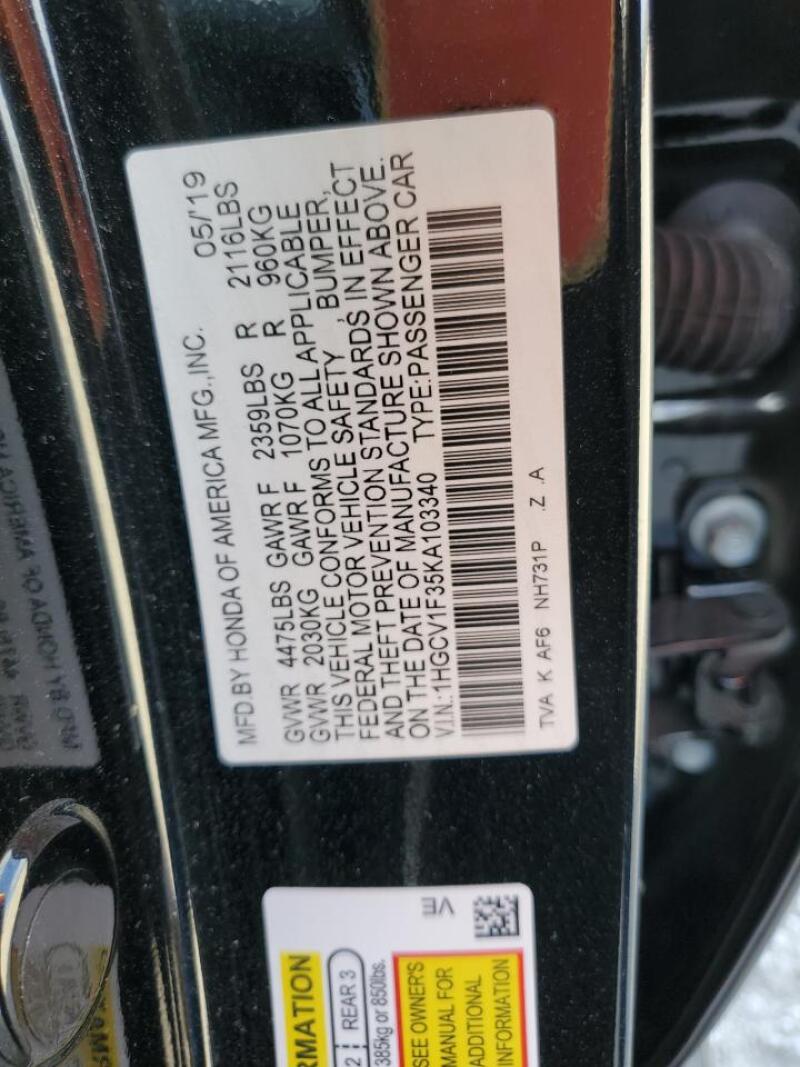 MFD.BY HONDA OF AMERICA MFG.,INC. 05/'19
GVWR 4475LBS GAWR F 2359LBS R 2116LBS
GVWR 2030KG GAWR F 1070KG R 960KG
THIS VEHICLE CONFORMS TO ALL APPLICABLE
FEDERAL MOTOR VEHICLE SAFETY , BUMPER,
AND THEFT PREVENTION STANDARDS IN EFFECT
ON THE DATE OF MANUFACTURE SHOWN ABOVE.
V.I.N.:1HGCV1F35KA103340 TYPE:PASSENGER CAR
TVA K AF6 NH731P .Z .A
VE
RMATION
2 REAR 3
385kg or 850lbs.
SEE OWNER'S
MANUAL FOR
ADDITIONAL
INFORMATION